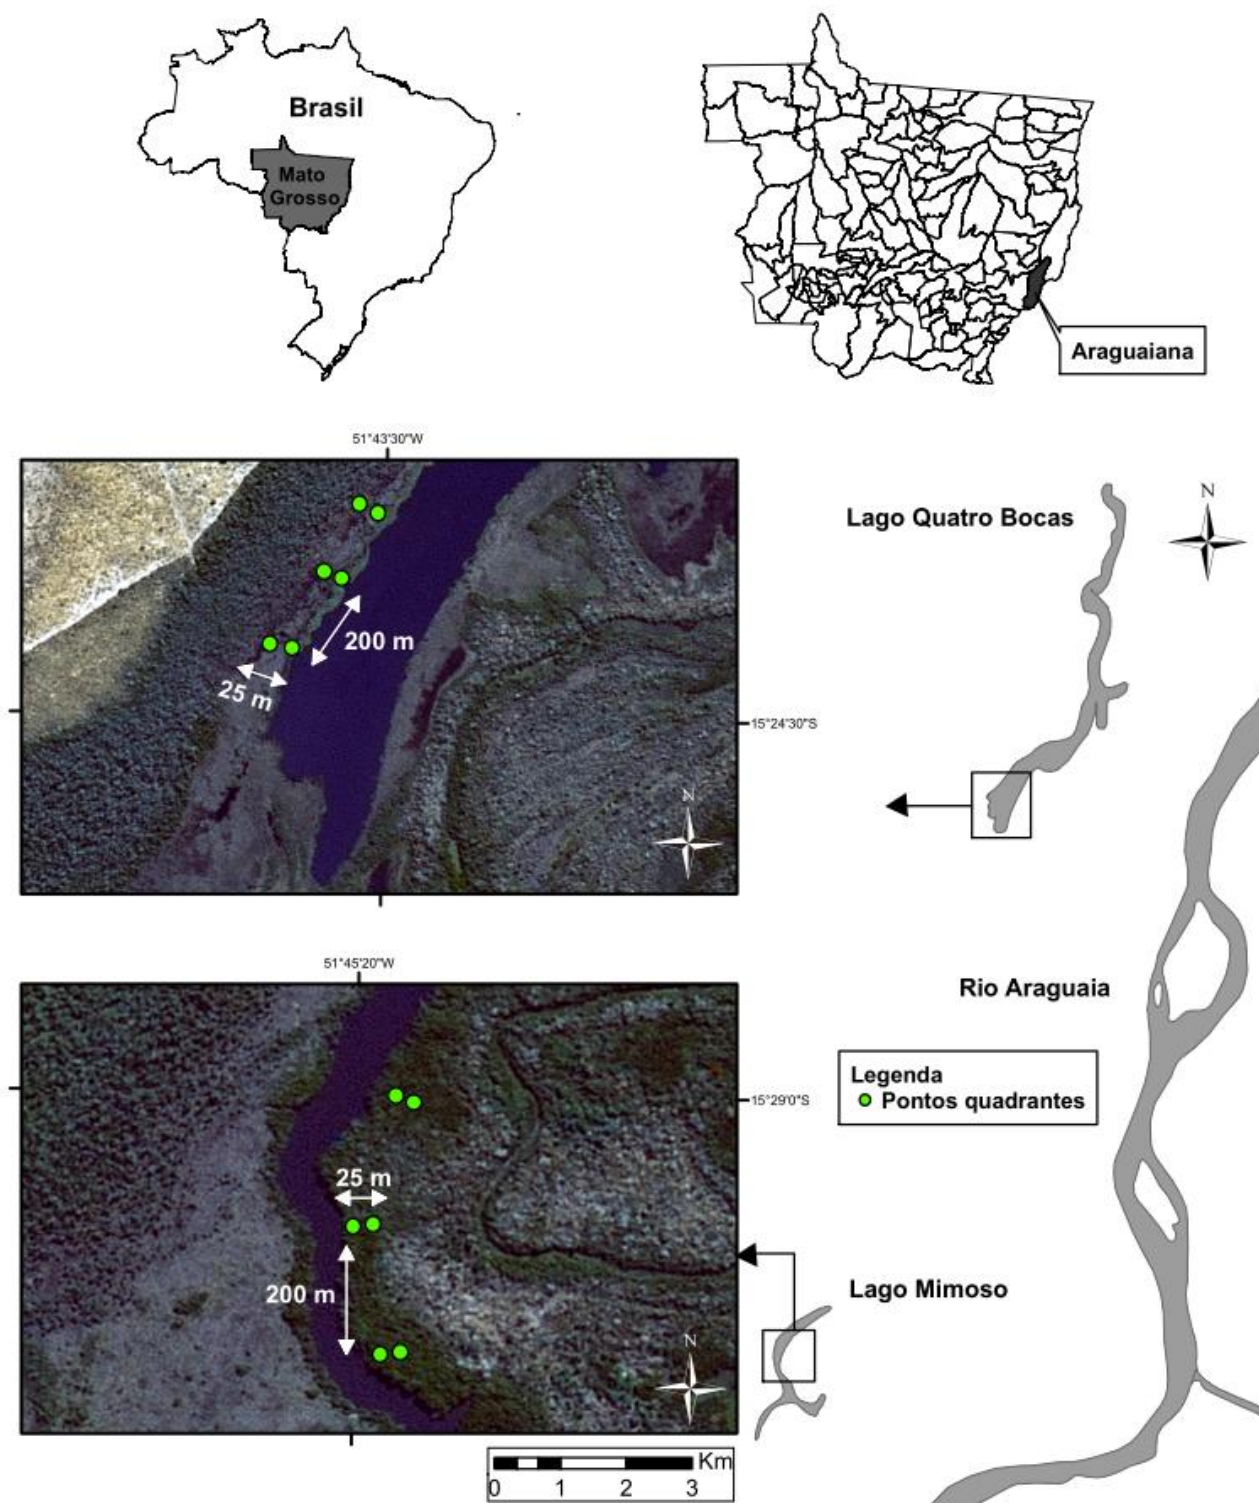 Brasil
Mato
Grosso
Araguaiana
51°43'30"W
200 m
25 m
15°24'30"S
N
Lago Quatro Bocas
N
51°45'20"W
15°29'0"S
25 m
200 m
N
Rio Araguaia
Legenda
Pontos quadrantes
Lago Mimoso
Km
0 1 2 3